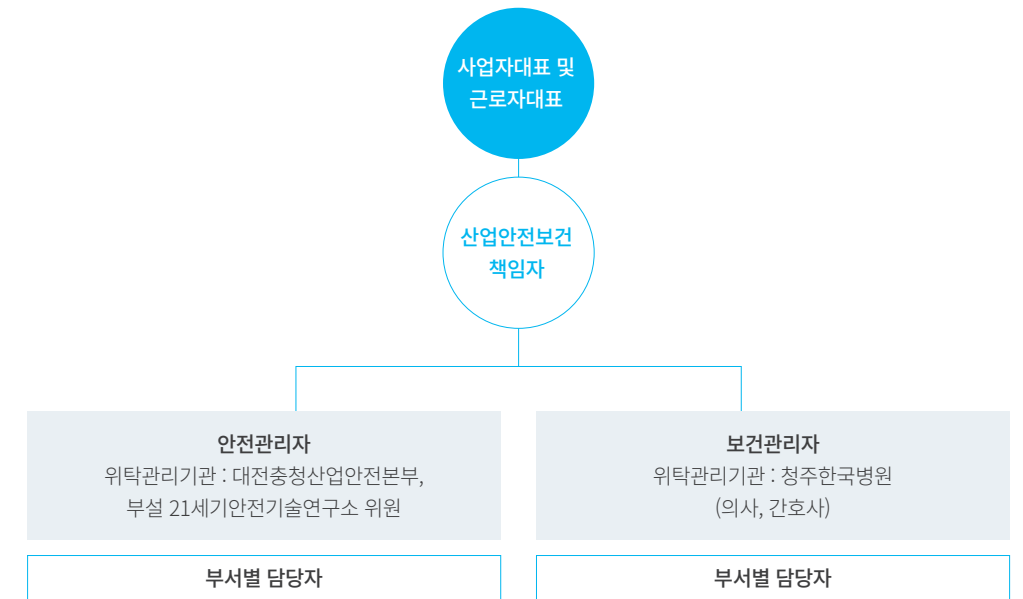 사업자대표 및
근로자대표
산업안전보건
책임자
안전관리자
위탁관리기관 : 대전충청산업안전본부,
부설 21세기안전기술연구소 위원
보건관리자
위탁관리기관 : 청주한국병원
(의사, 간호사)
부서별 담당자
부서별 담당자